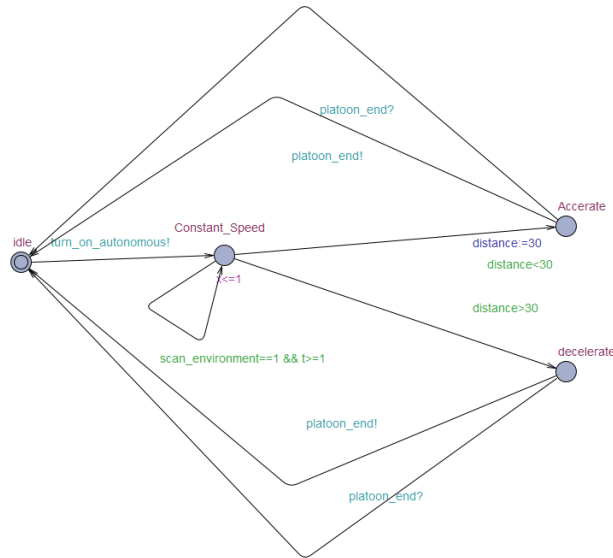 platoon_end?
platoon_end!
Accerate
Constant_Speed
idle
turn_on_autonomous!
distance:=30
distance<30
t<=1
distance>30
scan_environment==1 && t>=1
decelerate
platoon_end!
platoon_end?